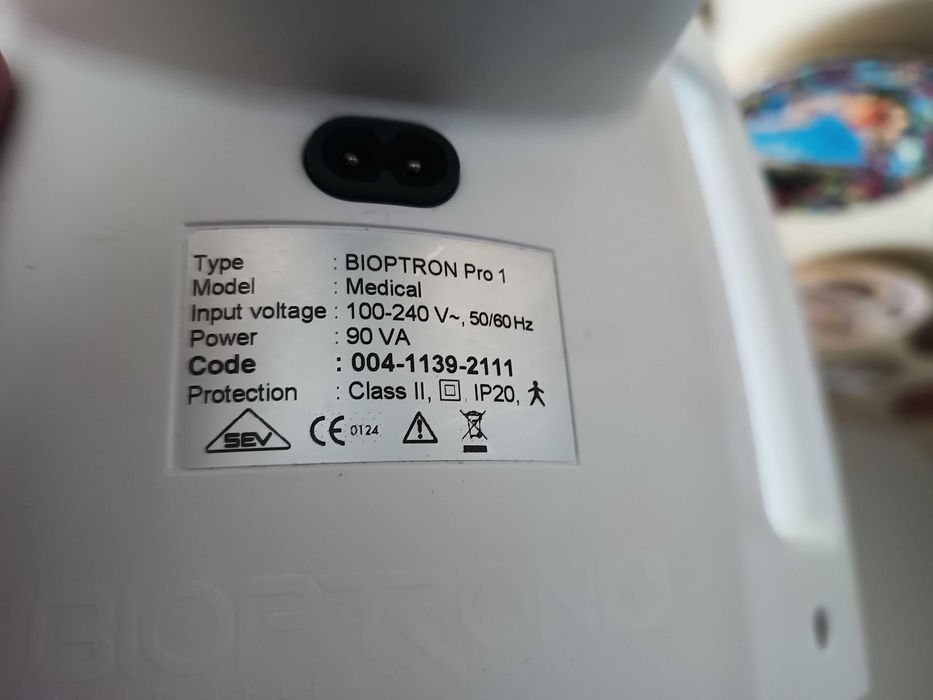 Type : BIOPTRON Pro 1
Model : Medical
Input voltage : 100-240 V~, 50/60 Hz
Power : 90 VA
Code : 004-1139-2111
Protection : Class II, IP20,
SEV CE 0124
BIOPTRON